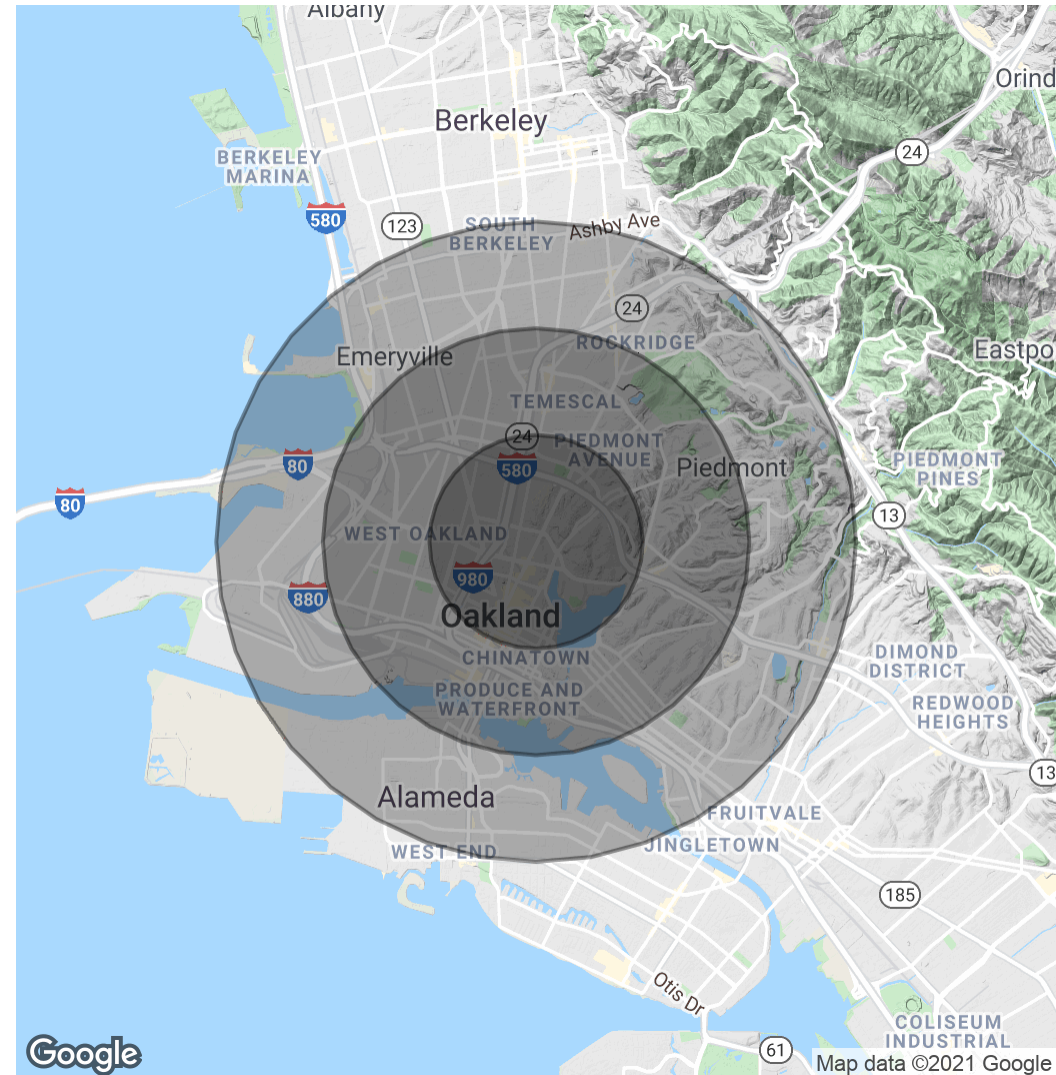 Albany
Orind
Berkeley
24
BERKELEY
MARINA
580
123
SOUTH
BERKELEY
Ashby Ave
24
ROCKRIDGE
Emeryville
Eastpo
TEMESCAL
24
PIEDMONT
AVENUE
580
Piedmont
80
PIEDMONT
PINES
80
13
WEST OAKLAND
980
880
Oakland
CHINATOWN
DIMOND
DISTRICT
PRODUCE AND
WATERFRONT
REDWOOD
HEIGHTS
13
Alameda
FRUITVALE
WEST END
JINGLETOWN
185
Otis Dr
COLISEUM
INDUSTRIAL
61
Google
Map data ©2021 Google